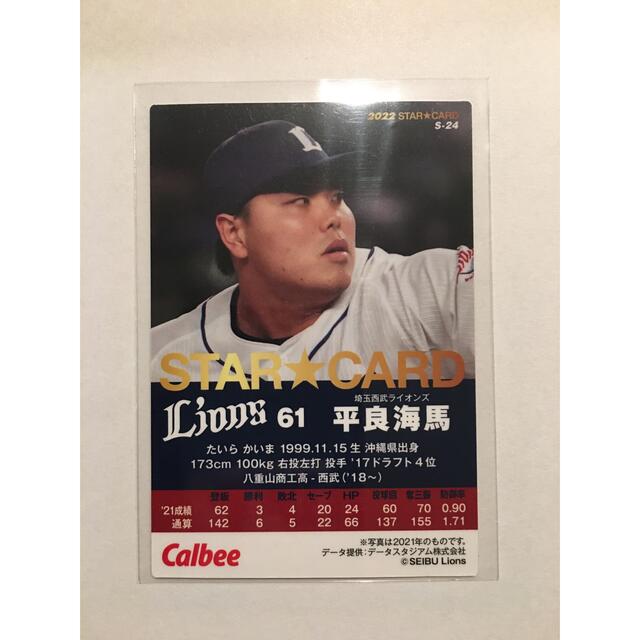 2022 STAR★CARD
S-24
STAR★CARD
埼玉西武ライオンズ
Lions 61 平良海馬
たいら かいま 1999.11.15生 沖縄県出身
173cm 100kg 右投左打 投手 '17ドラフト4位
八重山商工高-西武('18~)
登板 勝利 敗北 セーブ HP 投球回 奪三振 防御率
'21成績 62 3 4 20 24 60 70 0.90
通算 142 6 5 22 66 137 155 1.71
Calbee
※写真は2021年のものです。
データ提供:データスタジアム株式会社
©SEIBU Lions